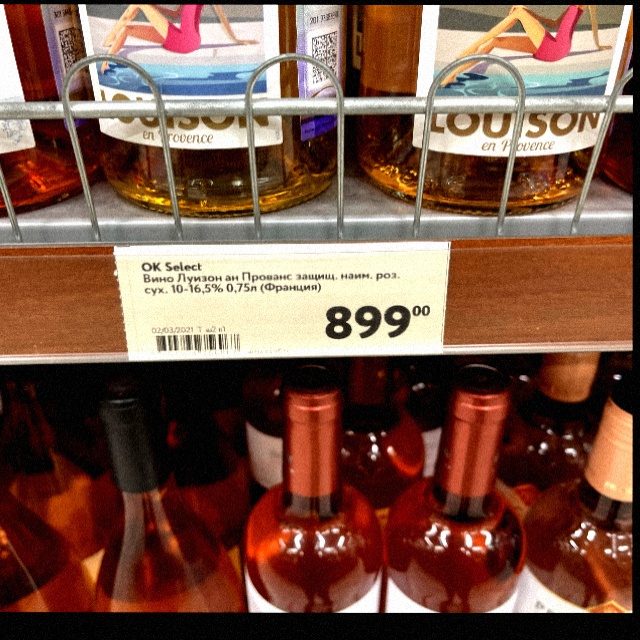 LOUISON
en Provence
LOUISON
en Provence
OK Select
Вино Луизон ан Прованс защищ. наим. роз.
сух. 10-16,5% 0,75л (Франция)
899⁰⁰
02/03/2021